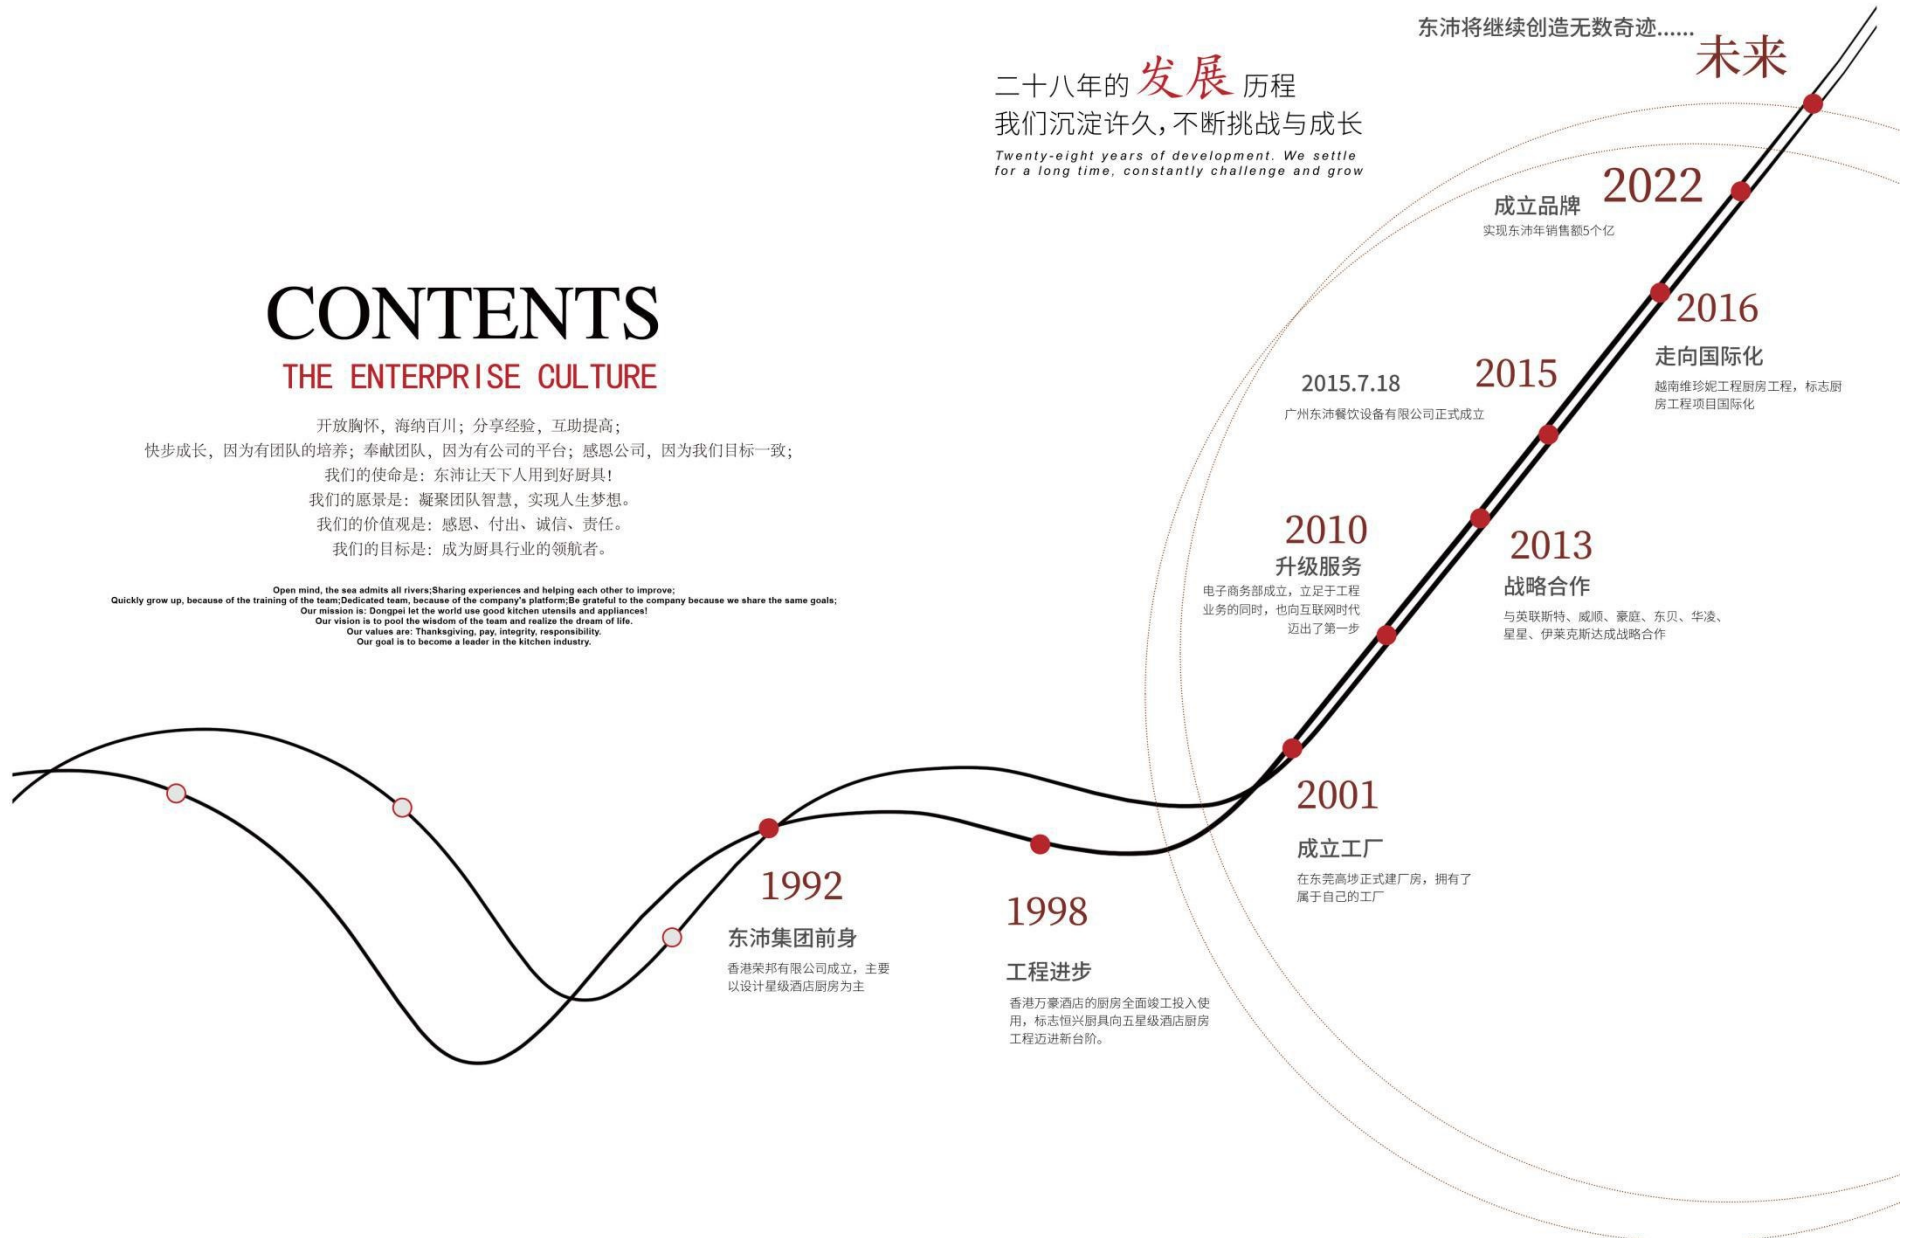 CONTENTS
THE ENTERPRISE CULTURE
开放胸怀，海纳百川；分享经验，互助提高；
快步成长，因为有团队的培养；奉献团队，因为有公司的平台；感恩公司，因为我们目标一致；
我们的使命是：东沛让天下人用到好厨具！
我们的愿景是：凝聚团队智慧，实现人生梦想。
我们的价值观是：感恩、付出、诚信、责任。
我们的目标是：成为厨具行业的领航者。
Open mind, the sea admits all rivers;Sharing experiences and helping each other to improve;
Quickly grow up, because of the training of the team;Dedicated team, because of the company's platform;Be grateful to the company because we share the same goals;
Our mission is: Dongpei let the world use good kitchen utensils and appliances!
Our vision is to pool the wisdom of the team and realize the dream of life.
Our values are: Thanksgiving, pay, integrity, responsibility.
Our goal is to become a leader in the kitchen industry.
二十八年的 发展 历程
我们沉淀许久，不断挑战与成长
Twenty-eight years of development. We settle
for a long time, constantly challenge and grow
1992
东沛集团前身
香港荣邦有限公司成立，主要
以设计星级酒店厨房为主
1998
工程进步
香港万豪酒店的厨房全面竣工投入使
用，标志恒兴厨具向五星级酒店厨房
工程迈进新台阶。
2001
成立工厂
在东莞高埗正式建厂房，拥有了
属于自己的工厂
2010
升级服务
电子商务部成立，立足于工程
业务的同时，也向互联网时代
迈出了第一步
2013
战略合作
与英联斯特、威顺、豪庭、东贝、华凌、
星星、伊莱克斯达成战略合作
2015
2015.7.18
广州东沛餐饮设备有限公司正式成立
2016
走向国际化
越南维珍妮工程厨房工程，标志厨
房工程项目国际化
2022
成立品牌
实现东沛年销售额5个亿
未来
东沛将继续创造无数奇迹......